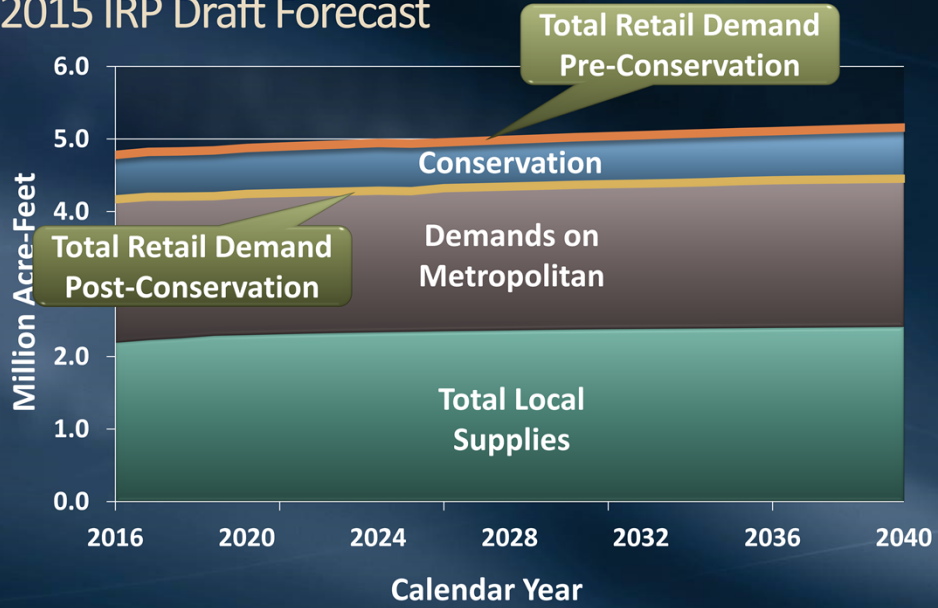 2015 IRP Draft Forecast
Total Retail Demand
Pre-Conservation
6.0
5.0
4.0
2.0
1.0
0.0
Million Acre-Feet
Conservation
Total Retail Demand
Post-Conservation
Demands on
Metropolitan
Total Local
Supplies
2016 2020 2024 2028 2032 2036 2040
Calendar Year